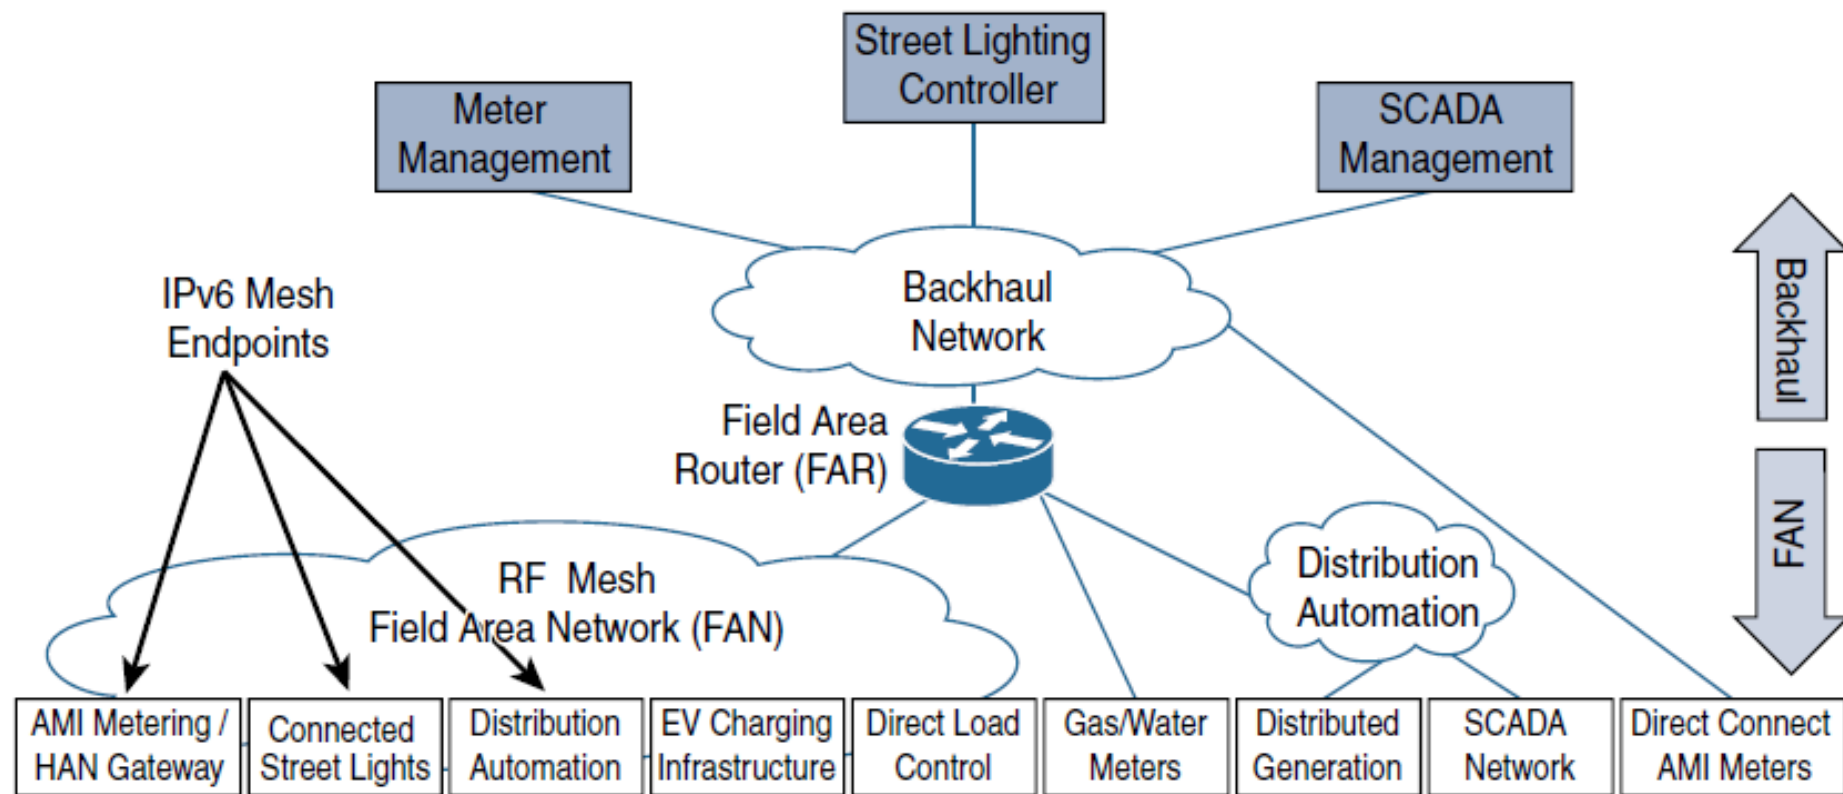 Street Lighting
Controller
Meter
Management
SCADA
Management
Backhaul
Network
Backhaul
IPv6 Mesh
Endpoints
Field Area
Router (FAR)
FAN
RF Mesh
Field Area Network (FAN)
Distribution
Automation
AMI Metering /
HAN Gateway
Connected
Street Lights
Distribution
Automation
EV Charging
Infrastructure
Direct Load
Control
Gas/Water
Meters
Distributed
Generation
SCADA
Network
Direct Connect
AMI Meters